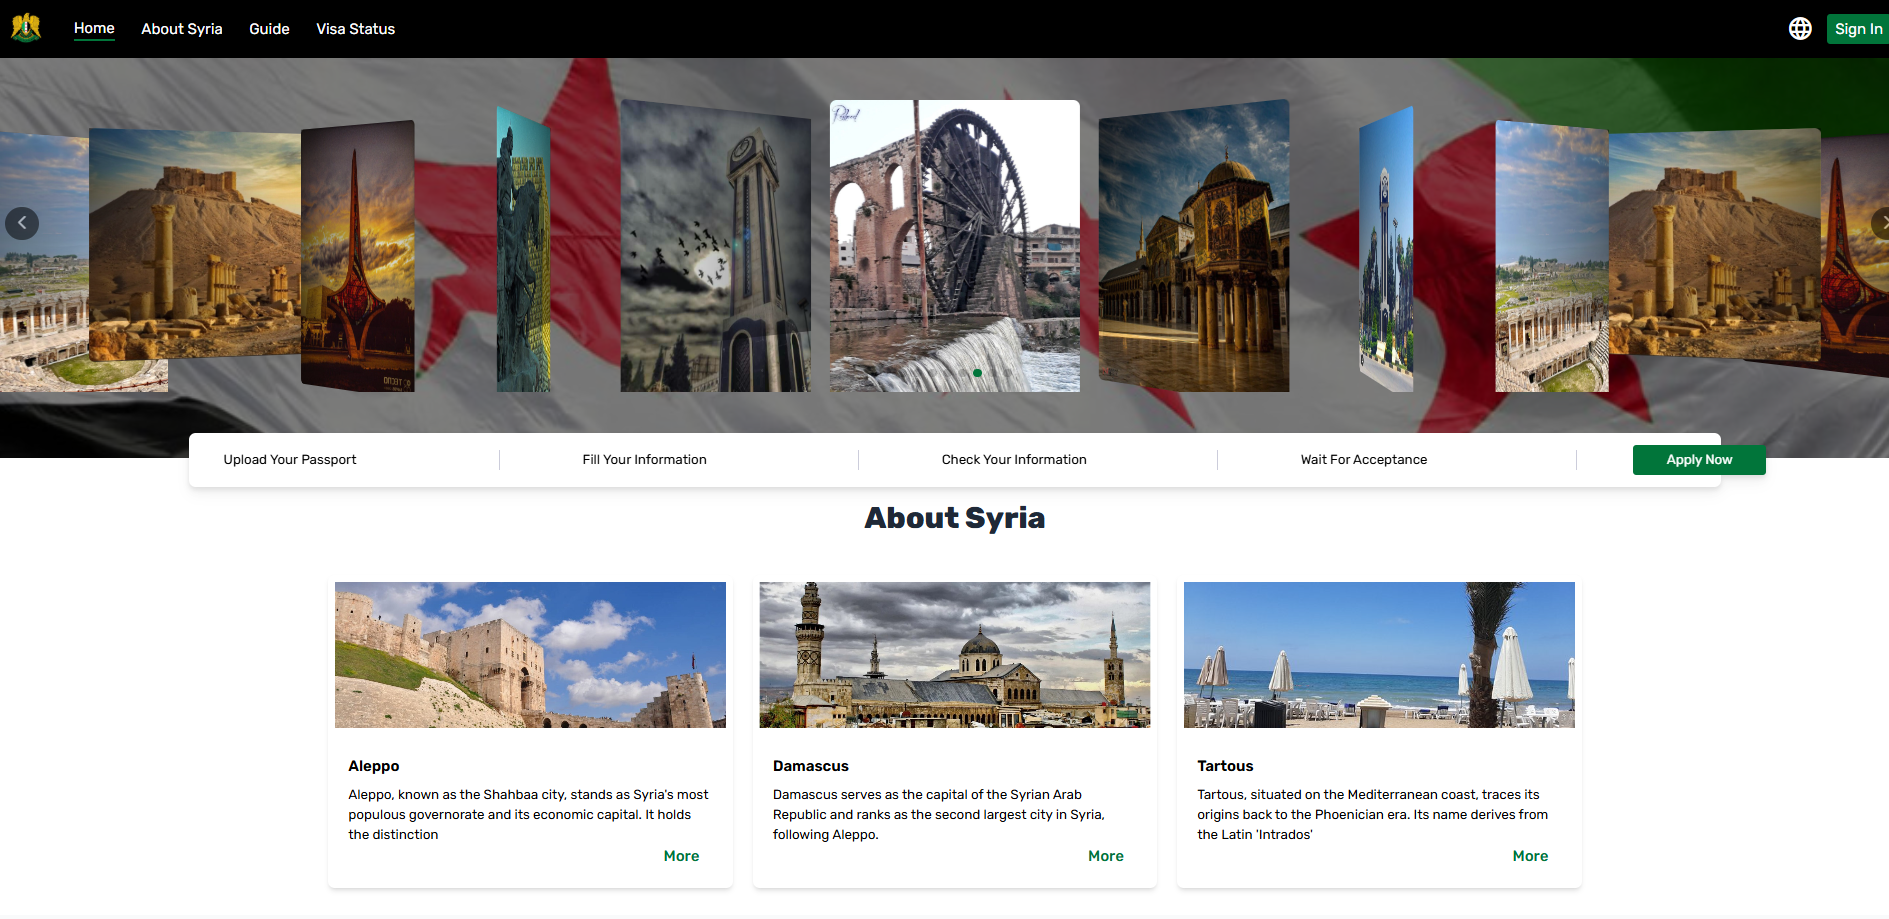 Home
About Syria
Guide
Visa Status
Sign In
Upload Your Passport
Fill Your Information
Check Your Information
Wait For Acceptance
Apply Now
About Syria
Aleppo
Aleppo, known as the Shahbaa city, stands as Syria's most
populous governorate and its economic capital. It holds
the distinction
More
Damascus
Damascus serves as the capital of the Syrian Arab
Republic and ranks as the second largest city in Syria,
following Aleppo.
More
Tartous
Tartous, situated on the Mediterranean coast, traces its
origins back to the Phoenician era. Its name derives from
the Latin 'Intrados'
More